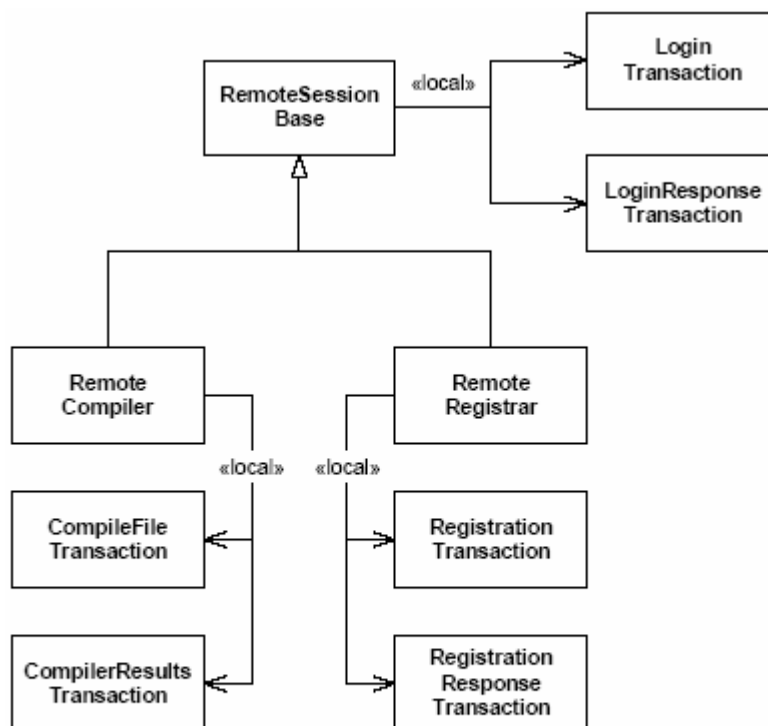 Login
Transaction
RemoteSession
Base
«local»
LoginResponse
Transaction
Remote
Compiler
Remote
Registrar
«local»
«local»
CompileFile
Transaction
Registration
Transaction
CompilerResults
Transaction
Registration
Response
Transaction